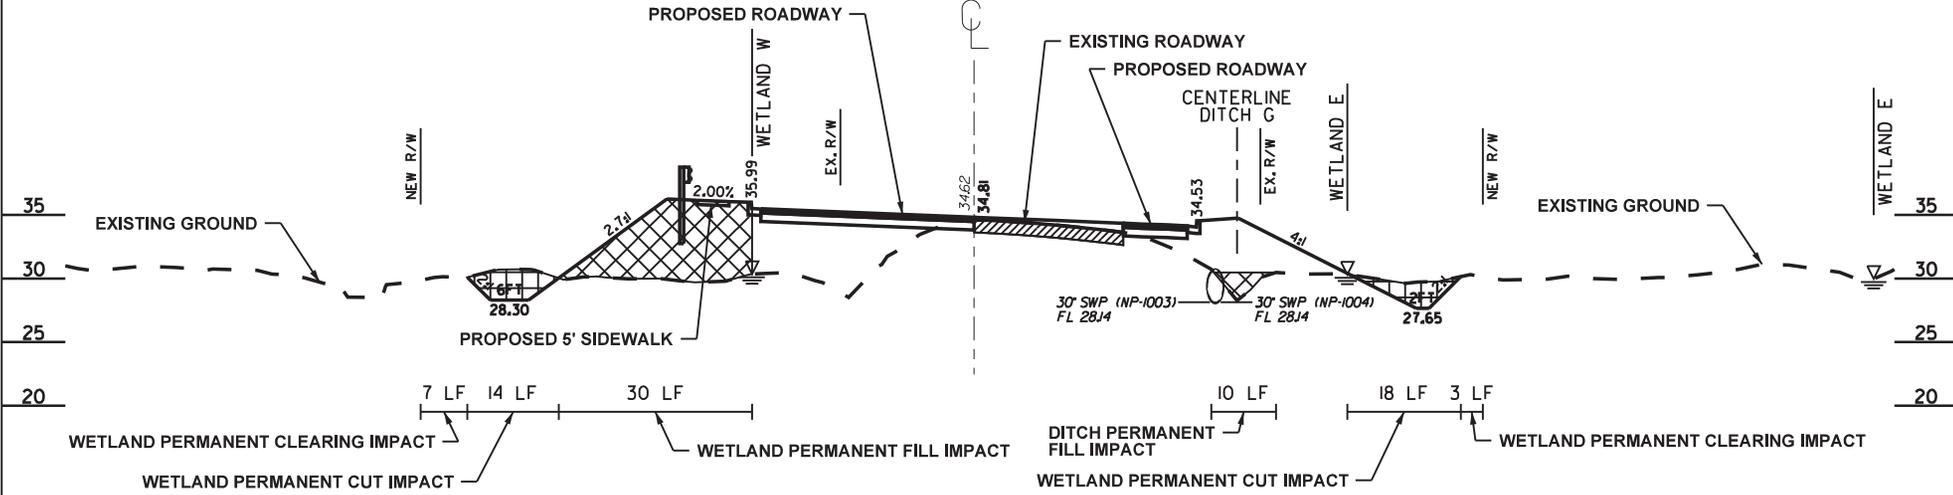 PROPOSED ROADWAY
CL
EXISTING ROADWAY
PROPOSED ROADWAY
CENTERLINE
DITCH G
WETLAND W
WETLAND E
WETLAND E
NEW R/W
EX. R/W
EX. R/W
NEW R/W
35.99
2.00%
34.62
34.81
34.53
35
EXISTING GROUND
2.7:1
4:1
EXISTING GROUND
35
30
6FT
28.30
30" SWP (NP-1003)
FL 28.14
30" SWP (NP-1004)
FL 28.14
2FT
27.65
30
PROPOSED 5' SIDEWALK
25
25
7 LF
14 LF
30 LF
10 LF
18 LF
3 LF
20
20
WETLAND PERMANENT CLEARING IMPACT
WETLAND PERMANENT CUT IMPACT
WETLAND PERMANENT FILL IMPACT
DITCH PERMANENT
FILL IMPACT
WETLAND PERMANENT CUT IMPACT
WETLAND PERMANENT CLEARING IMPACT